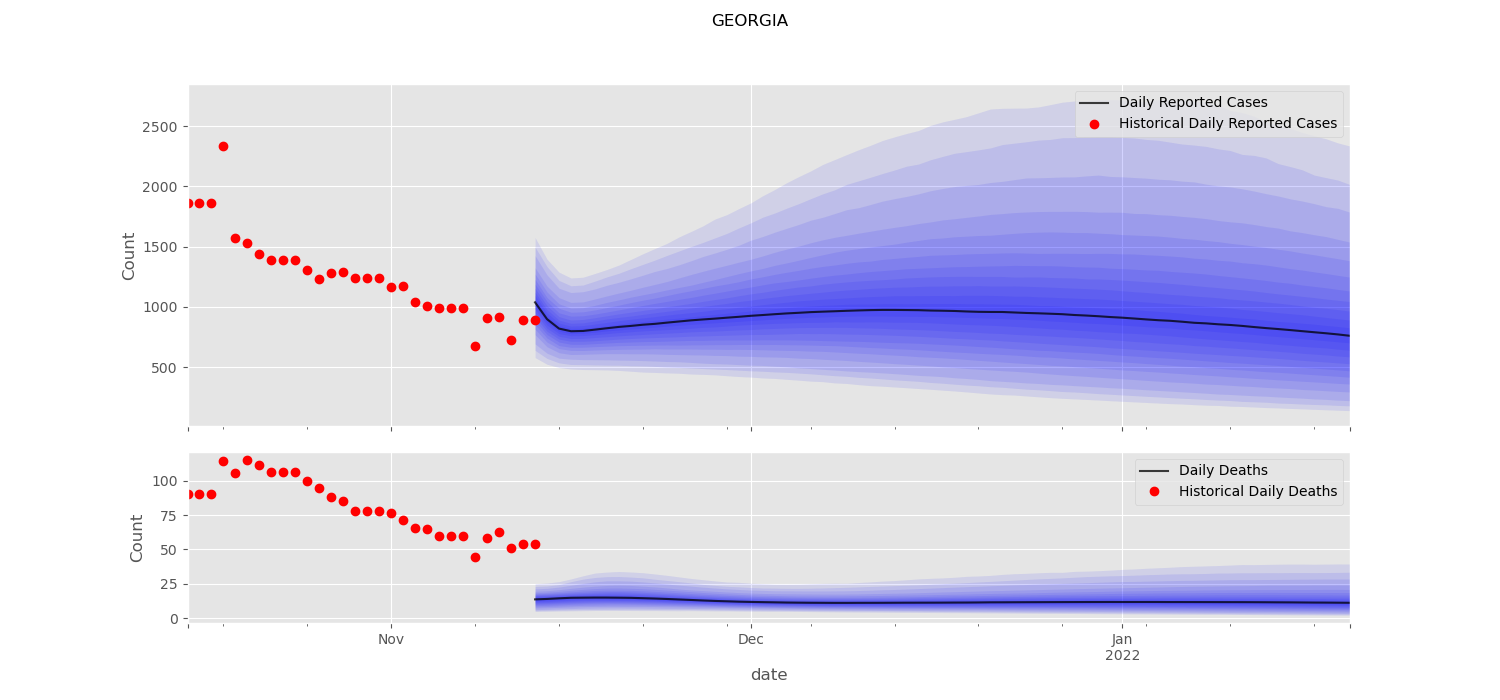 GEORGIA
Daily Reported Cases
Historical Daily Reported Cases
Count
2500
2000
1500
1000
500
Daily Deaths
Historical Daily Deaths
Count
100
75
50
25
0
Nov
Dec
Jan
2022
date